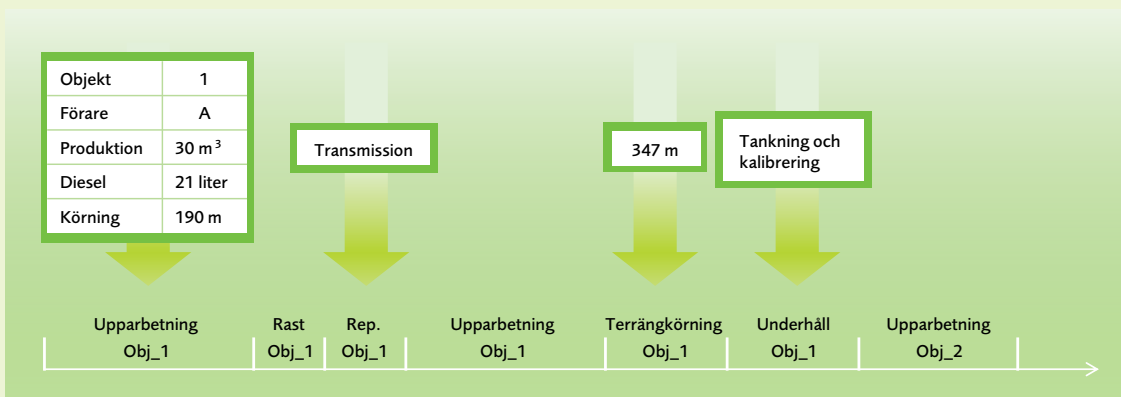 Objekt 1
Förare A
Produktion 30 m³
Diesel 21 liter
Körning 190 m
Transmission
347 m
Tankning och
kalibrering
Upparbetning Rast Rep. Upparbetning Terrängkörning Underhåll Upparbetning
Obj_1 Obj_1 Obj_1 Obj_1 Obj_1 Obj_1 Obj_2